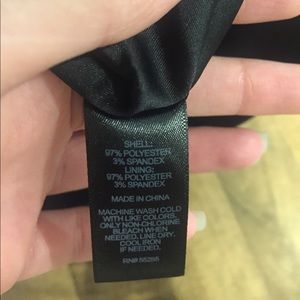 SHELL:
97% POLYESTER
3% SPANDEX
LINING:
97% POLYESTER
3% SPANDEX
MADE IN CHINA
MACHINE WASH COLD
WITH LIKE COLORS.
ONLY NON-CHLORINE
BLEACH WHEN
NEEDED. LINE DRY.
COOL IRON
IF NEEDED.
RN# 55285